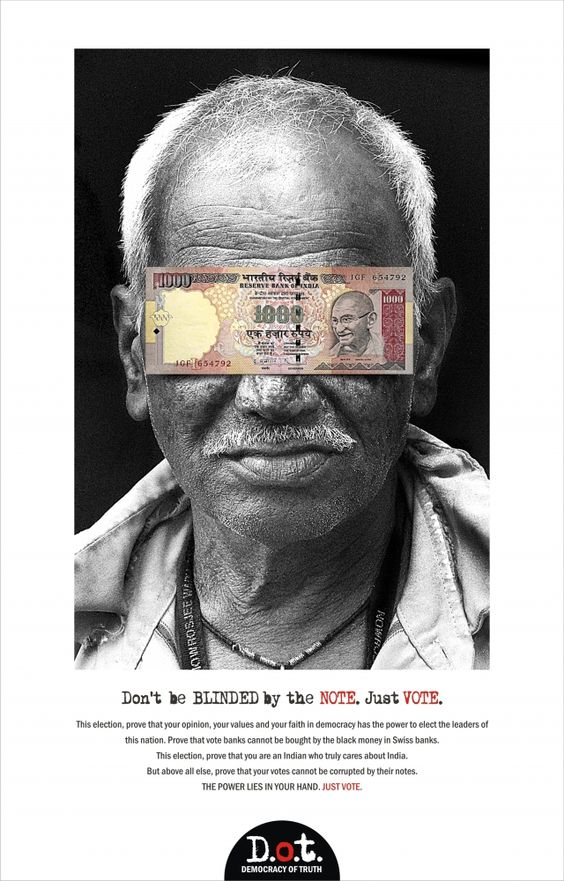 1000
भारतीय रिज़र्व बैंक
RESERVE BANK OF INDIA
1GF 654792
1000
1000
एक हज़ार रुपये
1GF 654792
Don't be BLINDED by the NOTE. Just VOTE.
This election, prove that your opinion, your values and your faith in democracy has the power to elect the leaders of
this nation. Prove that vote banks cannot be bought by the black money in Swiss banks.
This election, prove that you are an Indian who truly cares about India.
But above all else, prove that your votes cannot be corrupted by their notes.
THE POWER LIES IN YOUR HAND. JUST VOTE.
D.o.t.
DEMOCRACY OF TRUTH